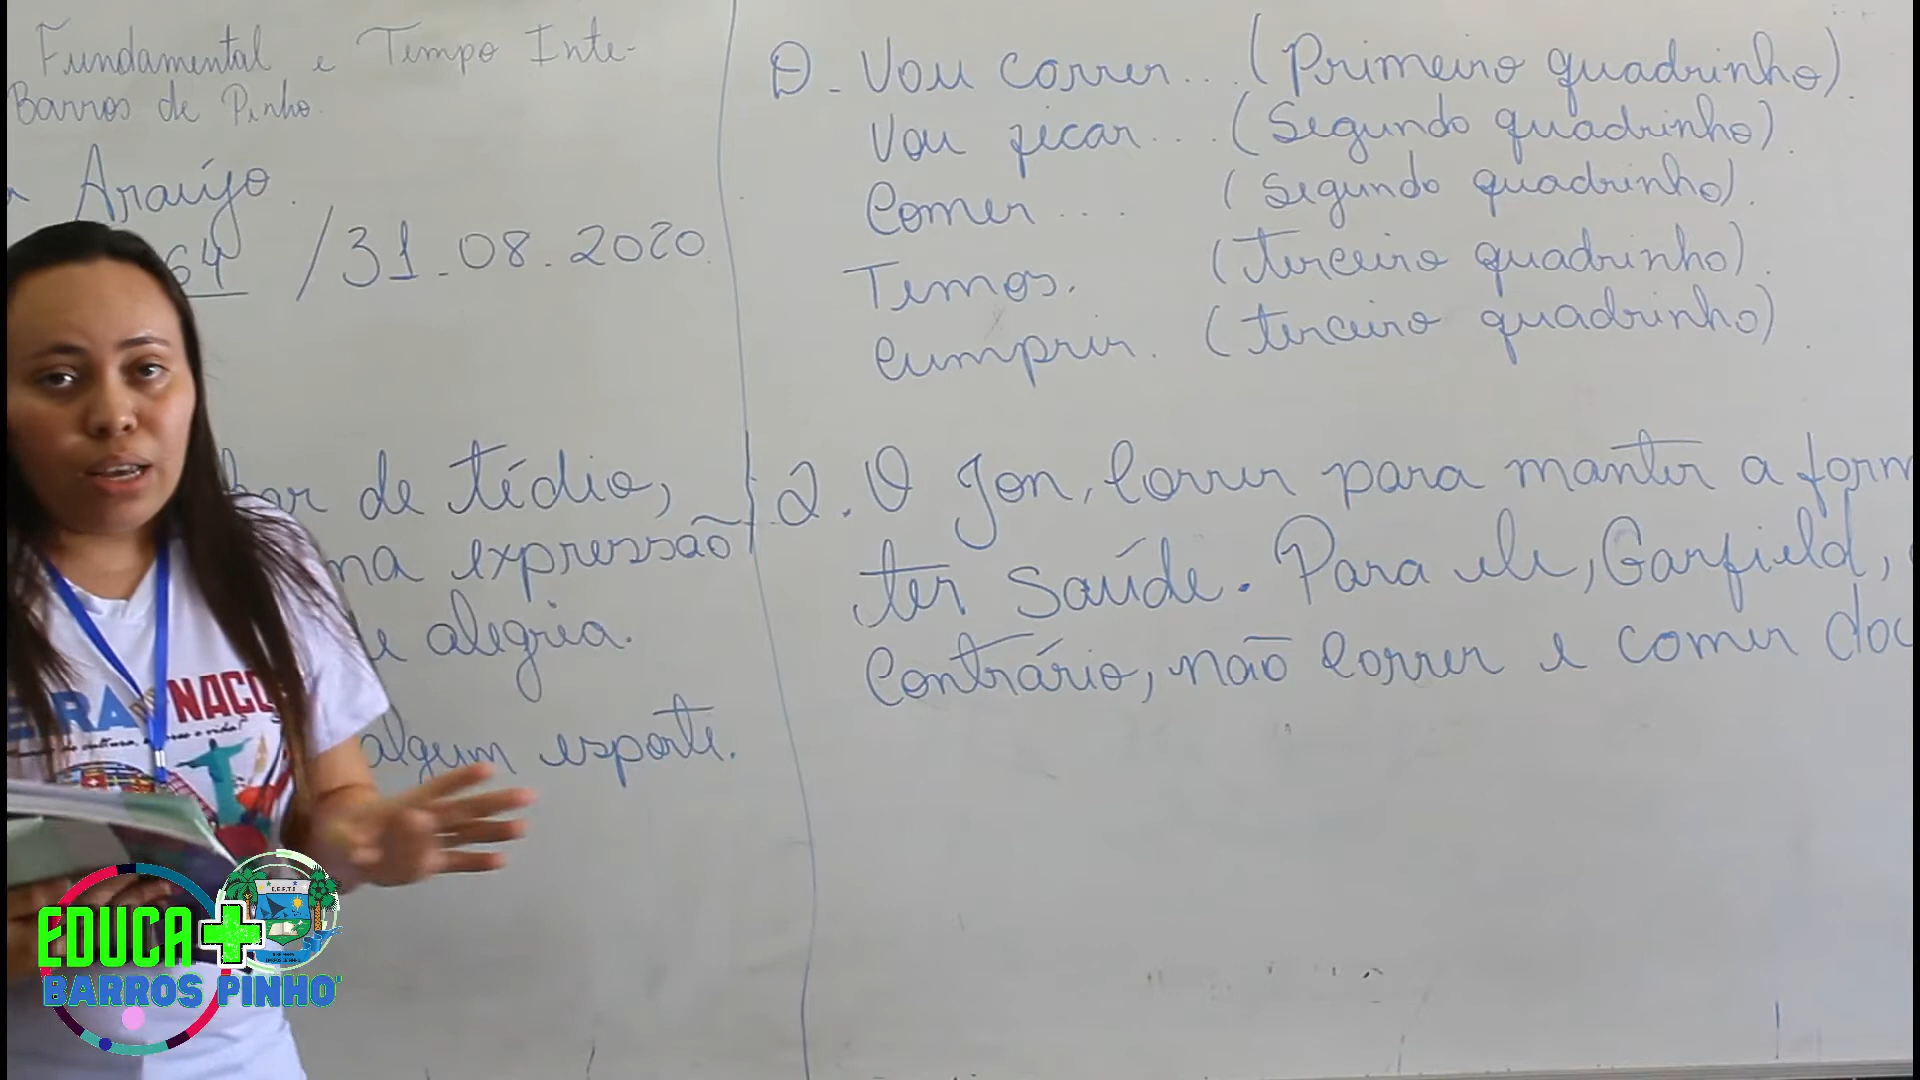 Fundamental e Tempo Inte-
Barros de Pinho.
Araújo.
64 / 31.08.2020.
de tédio,
expressão
e alegria.
algum esporte.
D. Vou correr... (Primeiro quadrinho).
Vou ficar... (Segundo quadrinho).
Comer ... (Segundo quadrinho).
Temos. (terceiro quadrinho).
Cumprir. (terceiro quadrinho).
2. O Jon, correr para manter a form
ter saúde. Para ele, Garfield,
Contrário, não correr e comer doc
NAÇÕ
EDUCA+
BARROS PINHO